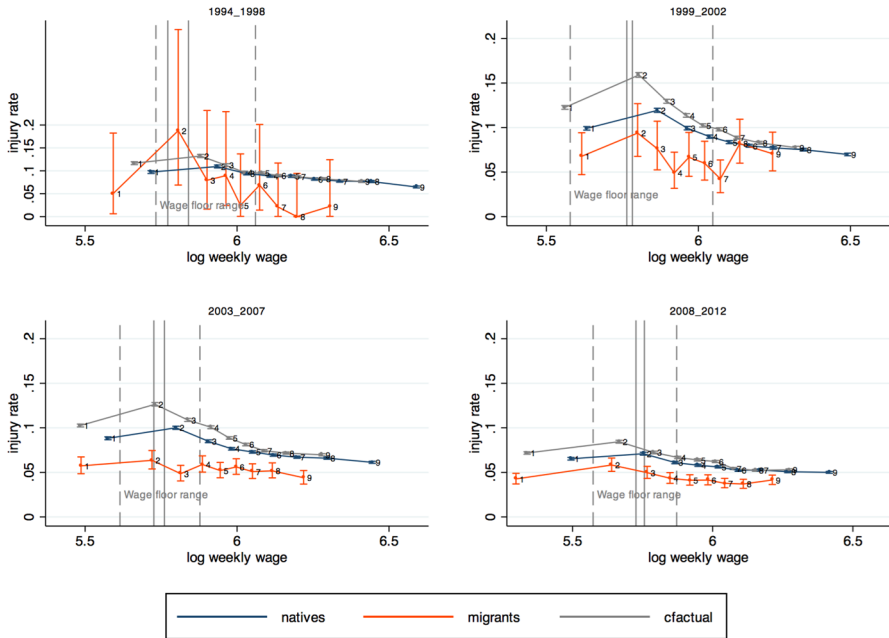 1994_1998
injury rate
0 .05 .1 .15 .2
Wage floor range
5.5 6 6.5
log weekly wage
1999_2002
injury rate
0 .05 .1 .15 .2
Wage floor range
5.5 6 6.5
log weekly wage
2003_2007
injury rate
0 .05 .1 .15 .2
Wage floor range
5.5 6 6.5
log weekly wage
2008_2012
injury rate
0 .05 .1 .15 .2
Wage floor range
5.5 6 6.5
log weekly wage
natives migrants cfactual